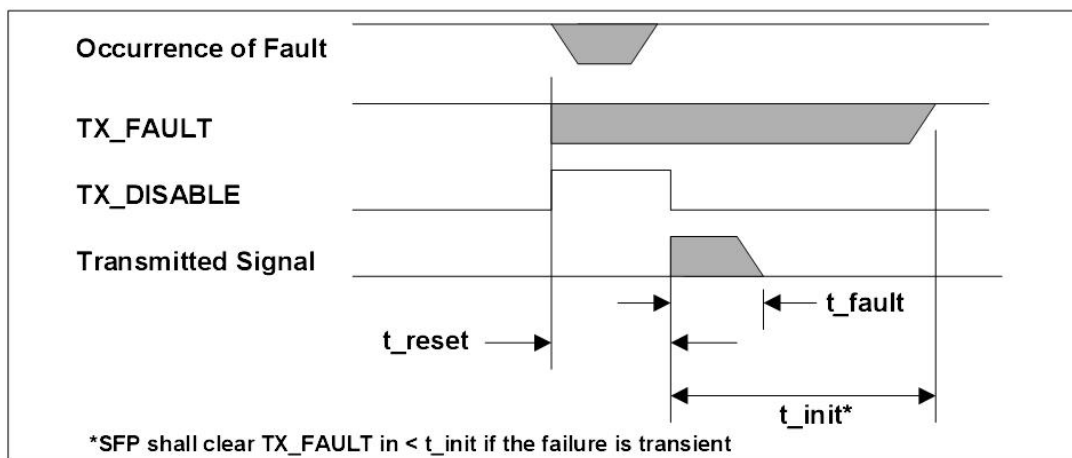 Occurrence of Fault
TX_FAULT
TX_DISABLE
Transmitted Signal
t_fault
t_reset
t_init*
*SFP shall clear TX_FAULT in < t_init if the failure is transient